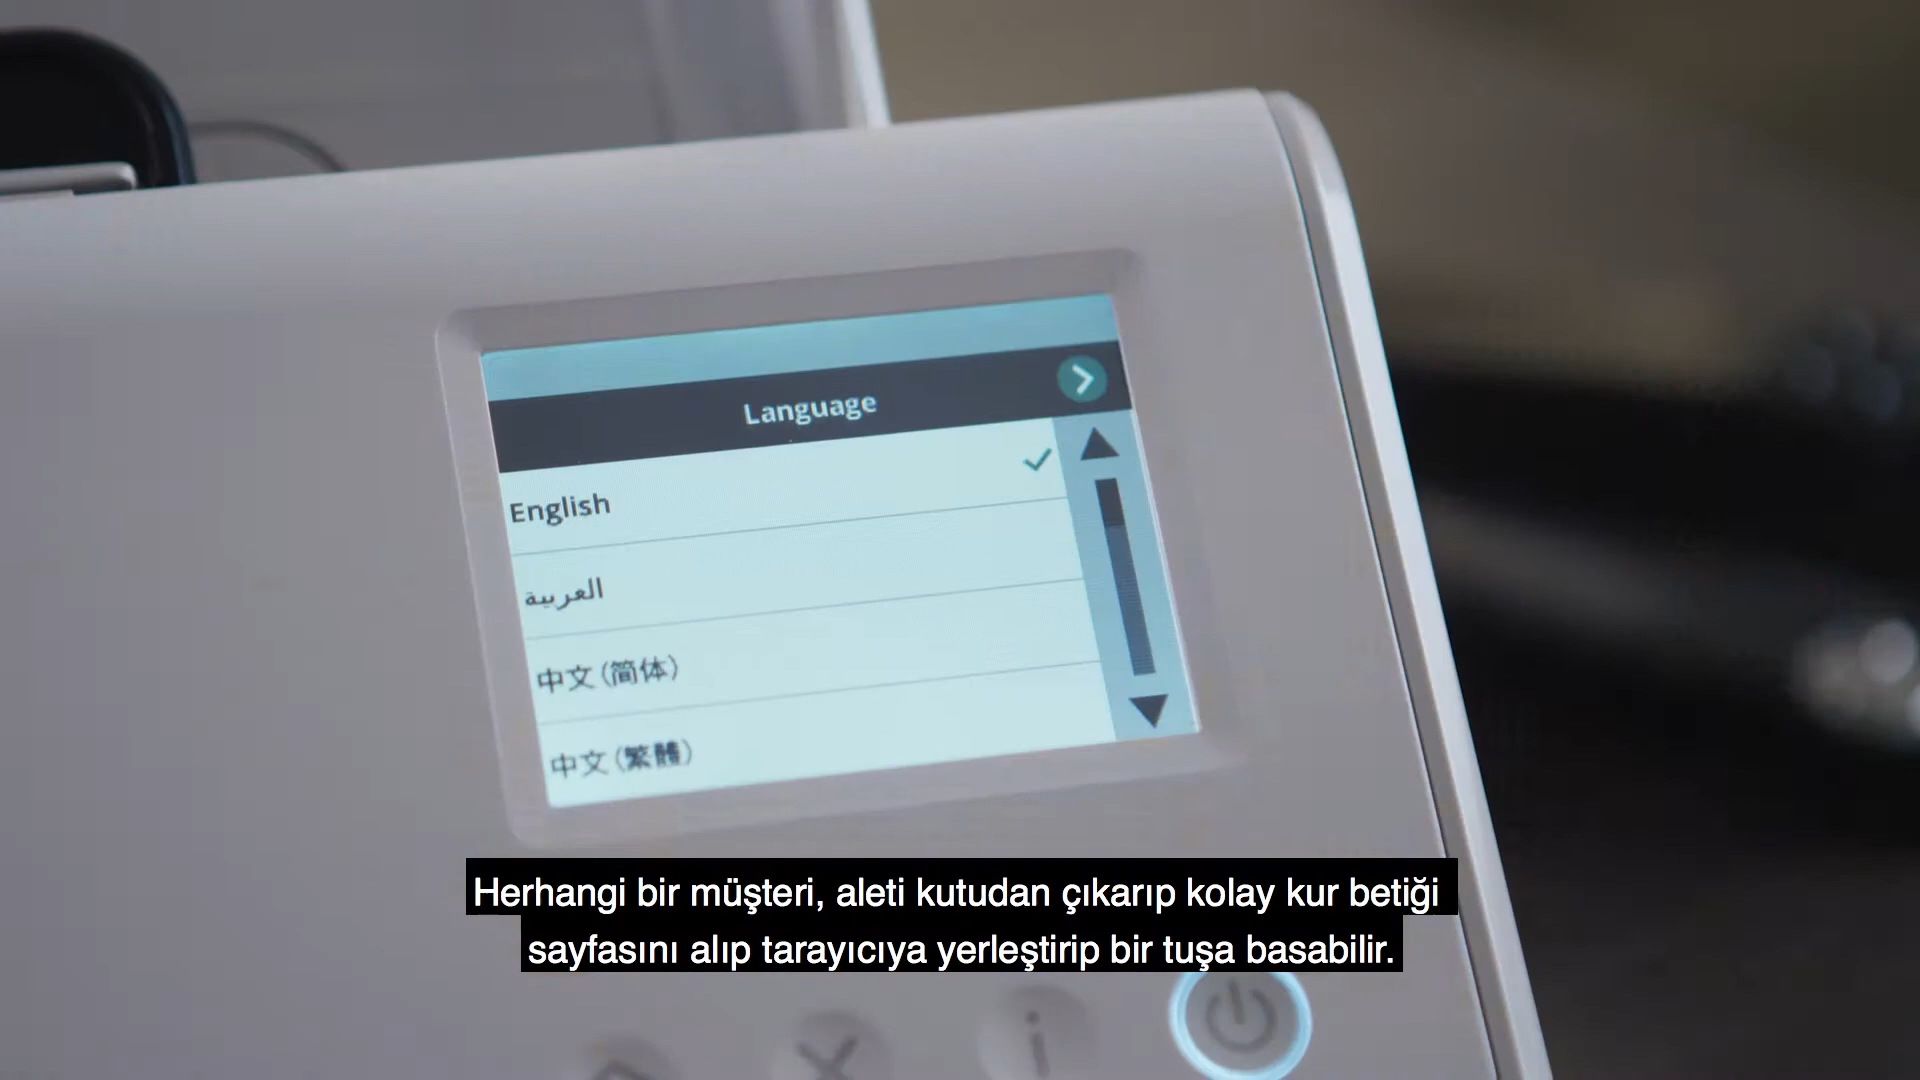 Language
English
العربية
中文(简体)
中文(繁體)
Herhangi bir müşteri, aleti kutudan çıkarıp kolay kur betiği
sayfasını alıp tarayıcıya yerleştirip bir tuşa basabilir.